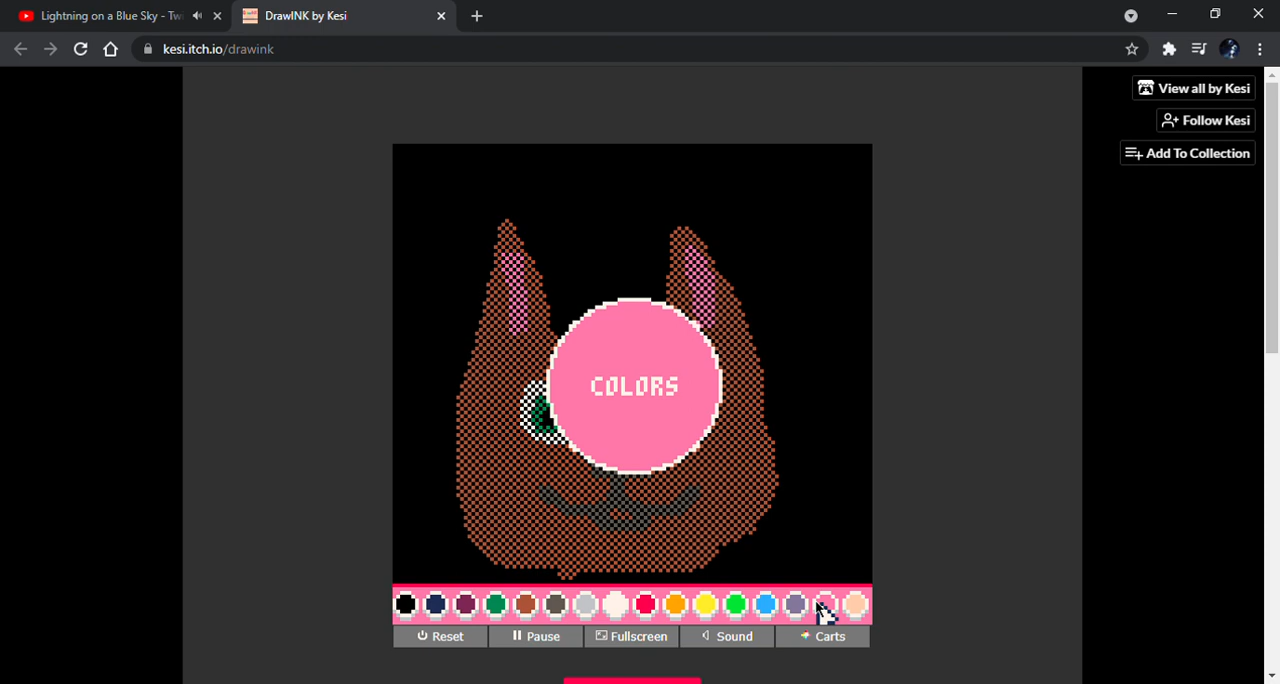 Lightning on a Blue Sky - Tw
DrawINK by Kesi
kesi.itch.io/drawink
View all by Kesi
Follow Kesi
Add To Collection
COLORS
Reset
Pause
Fullscreen
Sound
Carts